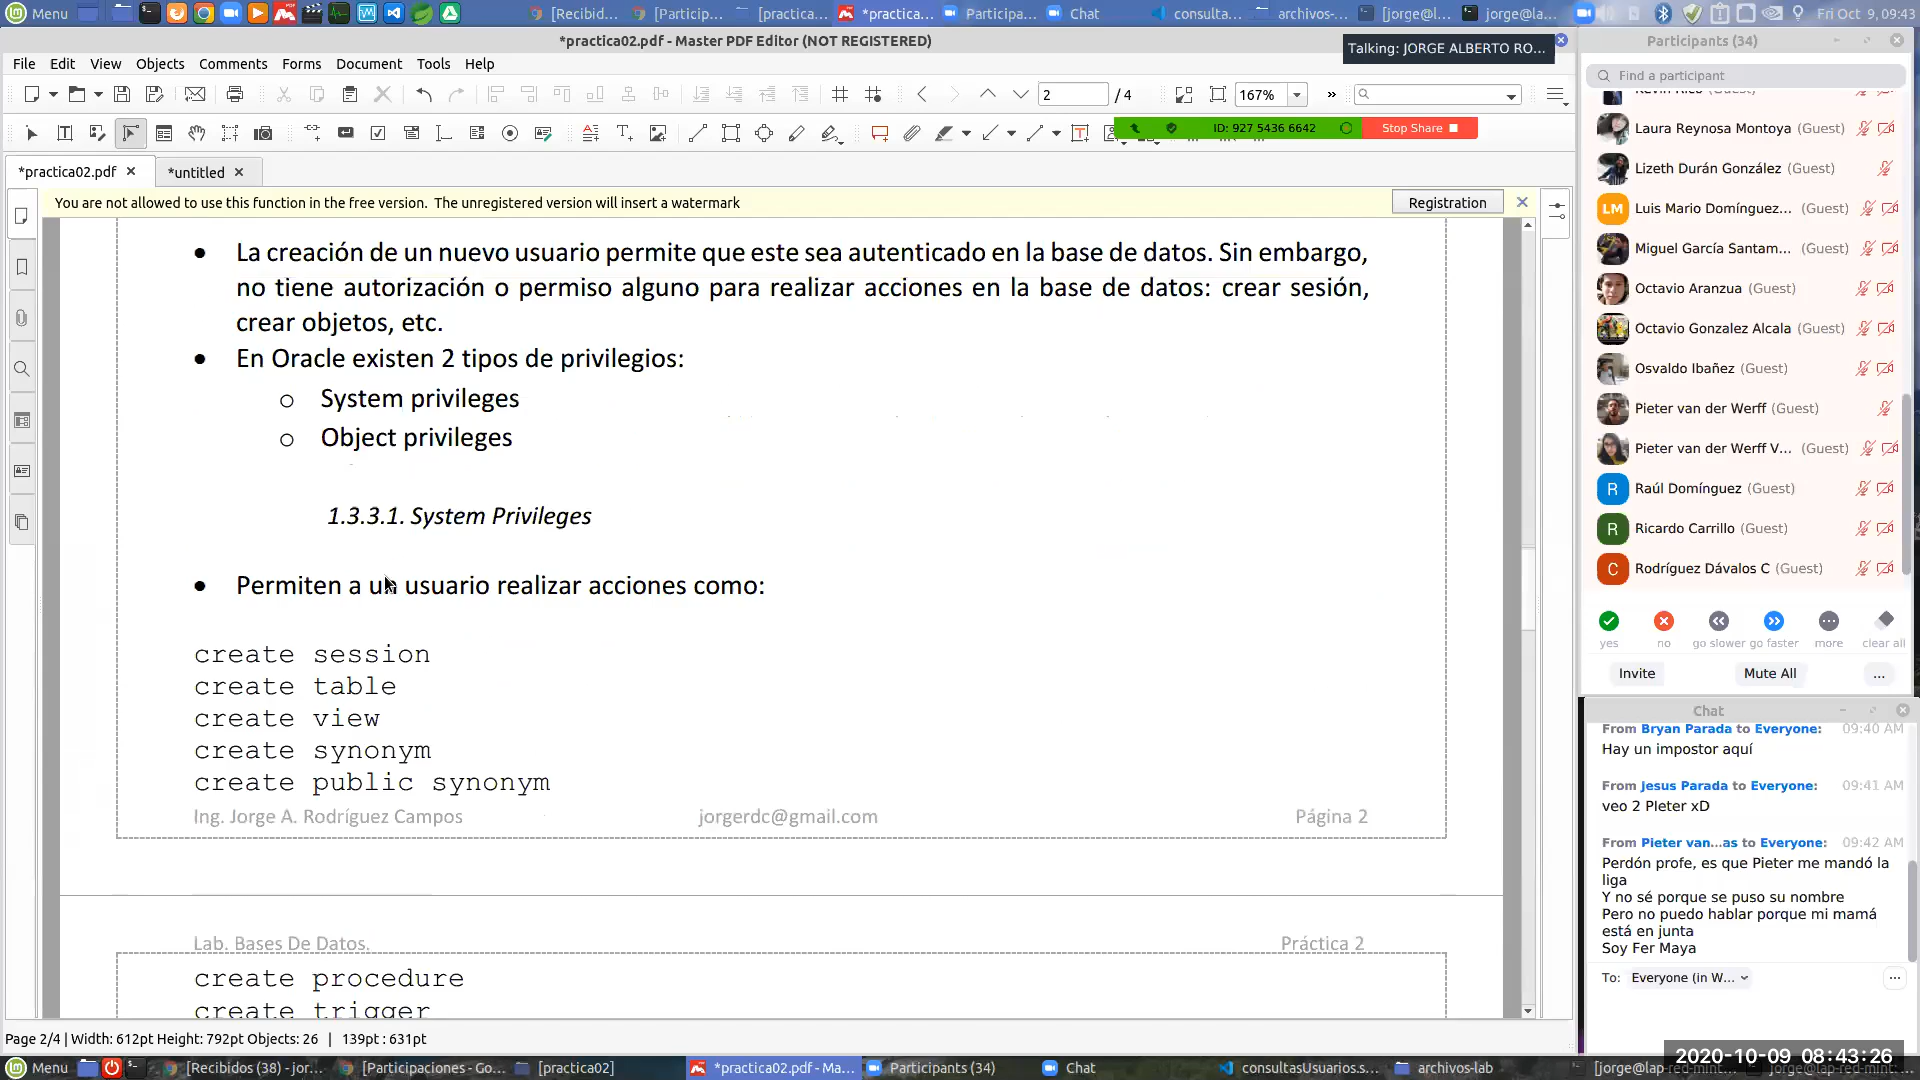 Menu
[Recibid...
[Particip...
[practica...
*practica...
Participa...
Chat
consulta...
archivos-...
[jorge@l...
jorge@la...
Fri Oct 9, 09:43
*practica02.pdf - Master PDF Editor (NOT REGISTERED)
Talking: JORGE ALBERTO RO...
File Edit View Objects Comments Forms Document Tools Help
2 / 4
167%
ID: 927 5436 6642
Stop Share
*practica02.pdf
*untitled
You are not allowed to use this function in the free version. The unregistered version will insert a watermark
Registration
La creación de un nuevo usuario permite que este sea autenticado en la base de datos. Sin embargo,
no tiene autorización o permiso alguno para realizar acciones en la base de datos: crear sesión,
crear objetos, etc.
En Oracle existen 2 tipos de privilegios:
System privileges
Object privileges
1.3.3.1. System Privileges
Permiten a un usuario realizar acciones como:
create session
create table
create view
create synonym
create public synonym
Ing. Jorge A. Rodríguez Campos jorgerdc@gmail.com Página 2
Lab. Bases De Datos. Práctica 2
create procedure
create trigger
Page 2/4 | Width: 612pt Height: 792pt Objects: 26 | 139pt : 631pt
Participants (34)
Find a participant
Kevin Rico (Guest)
Laura Reynosa Montoya (Guest)
Lizeth Durán González (Guest)
LM Luis Mario Domínguez... (Guest)
Miguel García Santam... (Guest)
Octavio Aranzua (Guest)
Octavio Gonzalez Alcala (Guest)
Osvaldo Ibañez (Guest)
Pieter van der Werff (Guest)
Pieter van der Werff V... (Guest)
R Raúl Domínguez (Guest)
R Ricardo Carrillo (Guest)
C Rodríguez Dávalos C (Guest)
yes no go slower go faster more clear all
Invite Mute All ...
Chat
From Bryan Parada to Everyone: 09:40 AM
Hay un impostor aquí
From Jesus Parada to Everyone: 09:41 AM
veo 2 PIeter xD
From Pieter van...as to Everyone: 09:42 AM
Perdón profe, es que Pieter me mandó la
liga
Y no sé porque se puso su nombre
Pero no puedo hablar porque mi mamá
está en junta
Soy Fer Maya
To: Everyone (in W...
Menu
[Recibidos (38) - jor...
[Participaciones - Go...
[practica02]
*practica02.pdf - Ma...
Participants (34)
Chat
consultaUsuarios.s...
archivos-lab
[jorge@lap-red-mint:...
jorge@lap-red-mint:...
2020-10-09 08:43:26